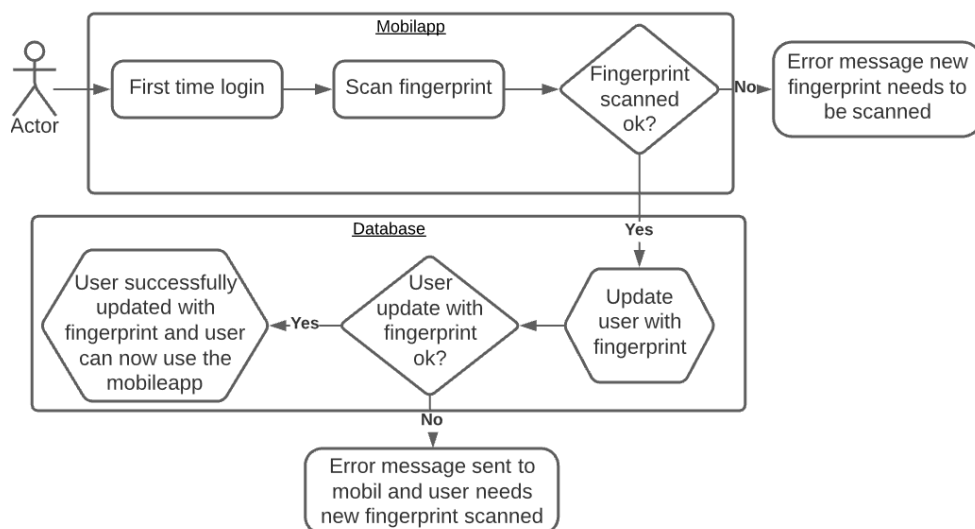 Mobilapp
Actor
First time login
Scan fingerprint
Fingerprint
scanned
ok?
No
Error message new
fingerprint needs to
be scanned
Yes
Database
User successfully
updated with
fingerprint and user
can now use the
mobileapp
Yes
User
update with
fingerprint
ok?
Update
user with
fingerprint
No
Error message sent to
mobil and user needs
new fingerprint scanned